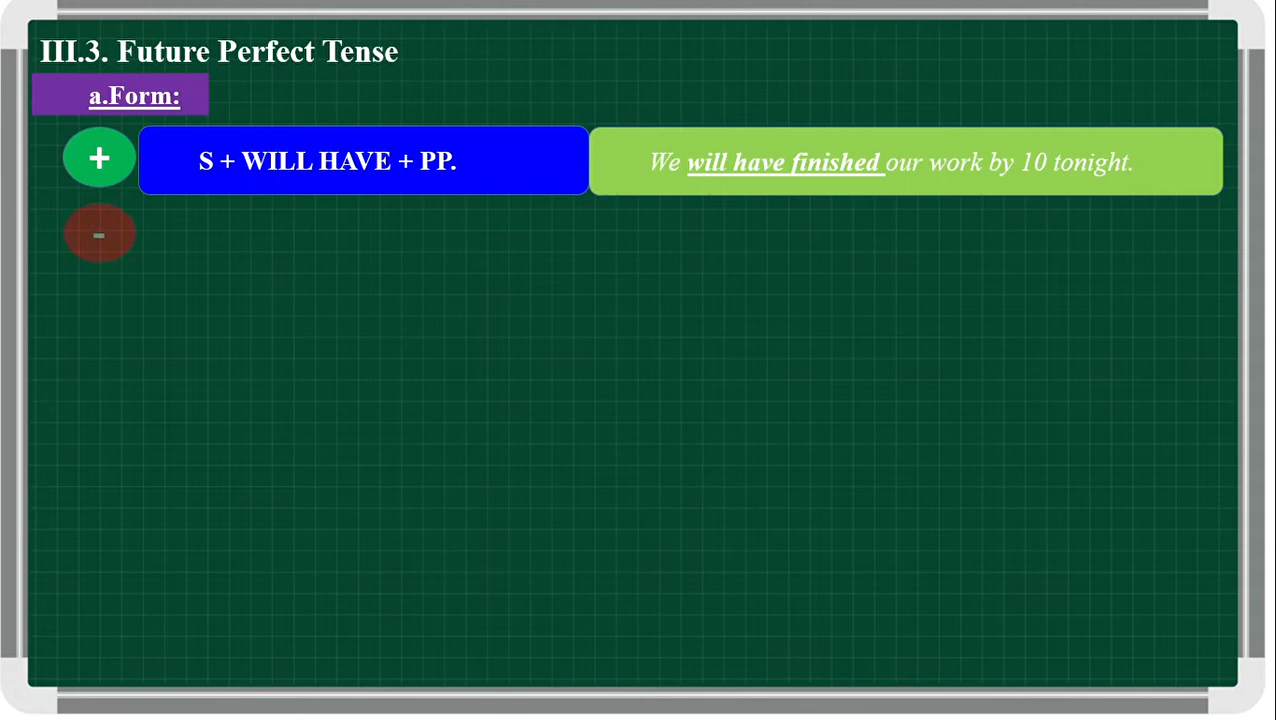 III.3. Future Perfect Tense
a.Form:
+ S + WILL HAVE + PP. We will have finished our work by 10 tonight.
-